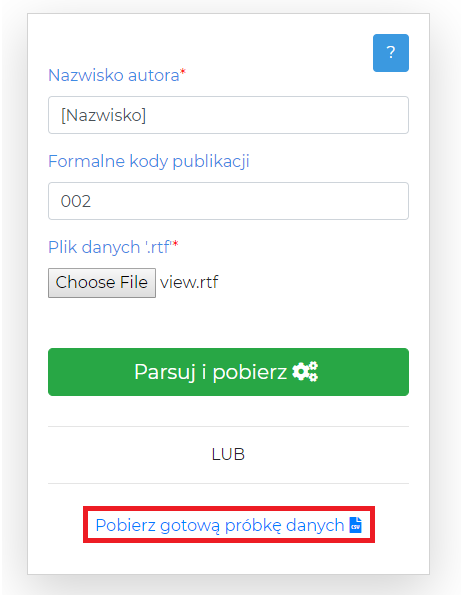 ?
Nazwisko autora*
[Nazwisko]
Formalne kody publikacji
002
Plik danych '.rtf'*
Choose File view.rtf
Parsuj i pobierz
LUB
Pobierz gotową próbkę danych CSV